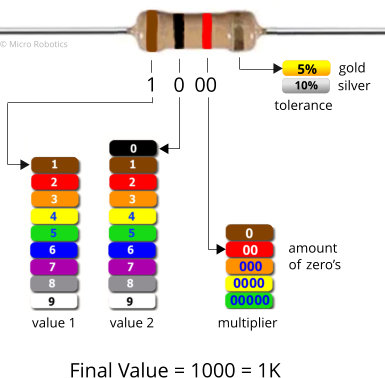 © Micro Robotics
5% gold
10% silver
tolerance
1 0 00
0
1 1
2 2
3 3
4 4
5 5
6 6
7 7
8 8
9 9
value 1 value 2
0
00
000
0000
00000
multiplier
amount
of zero's
Final Value = 1000 = 1K